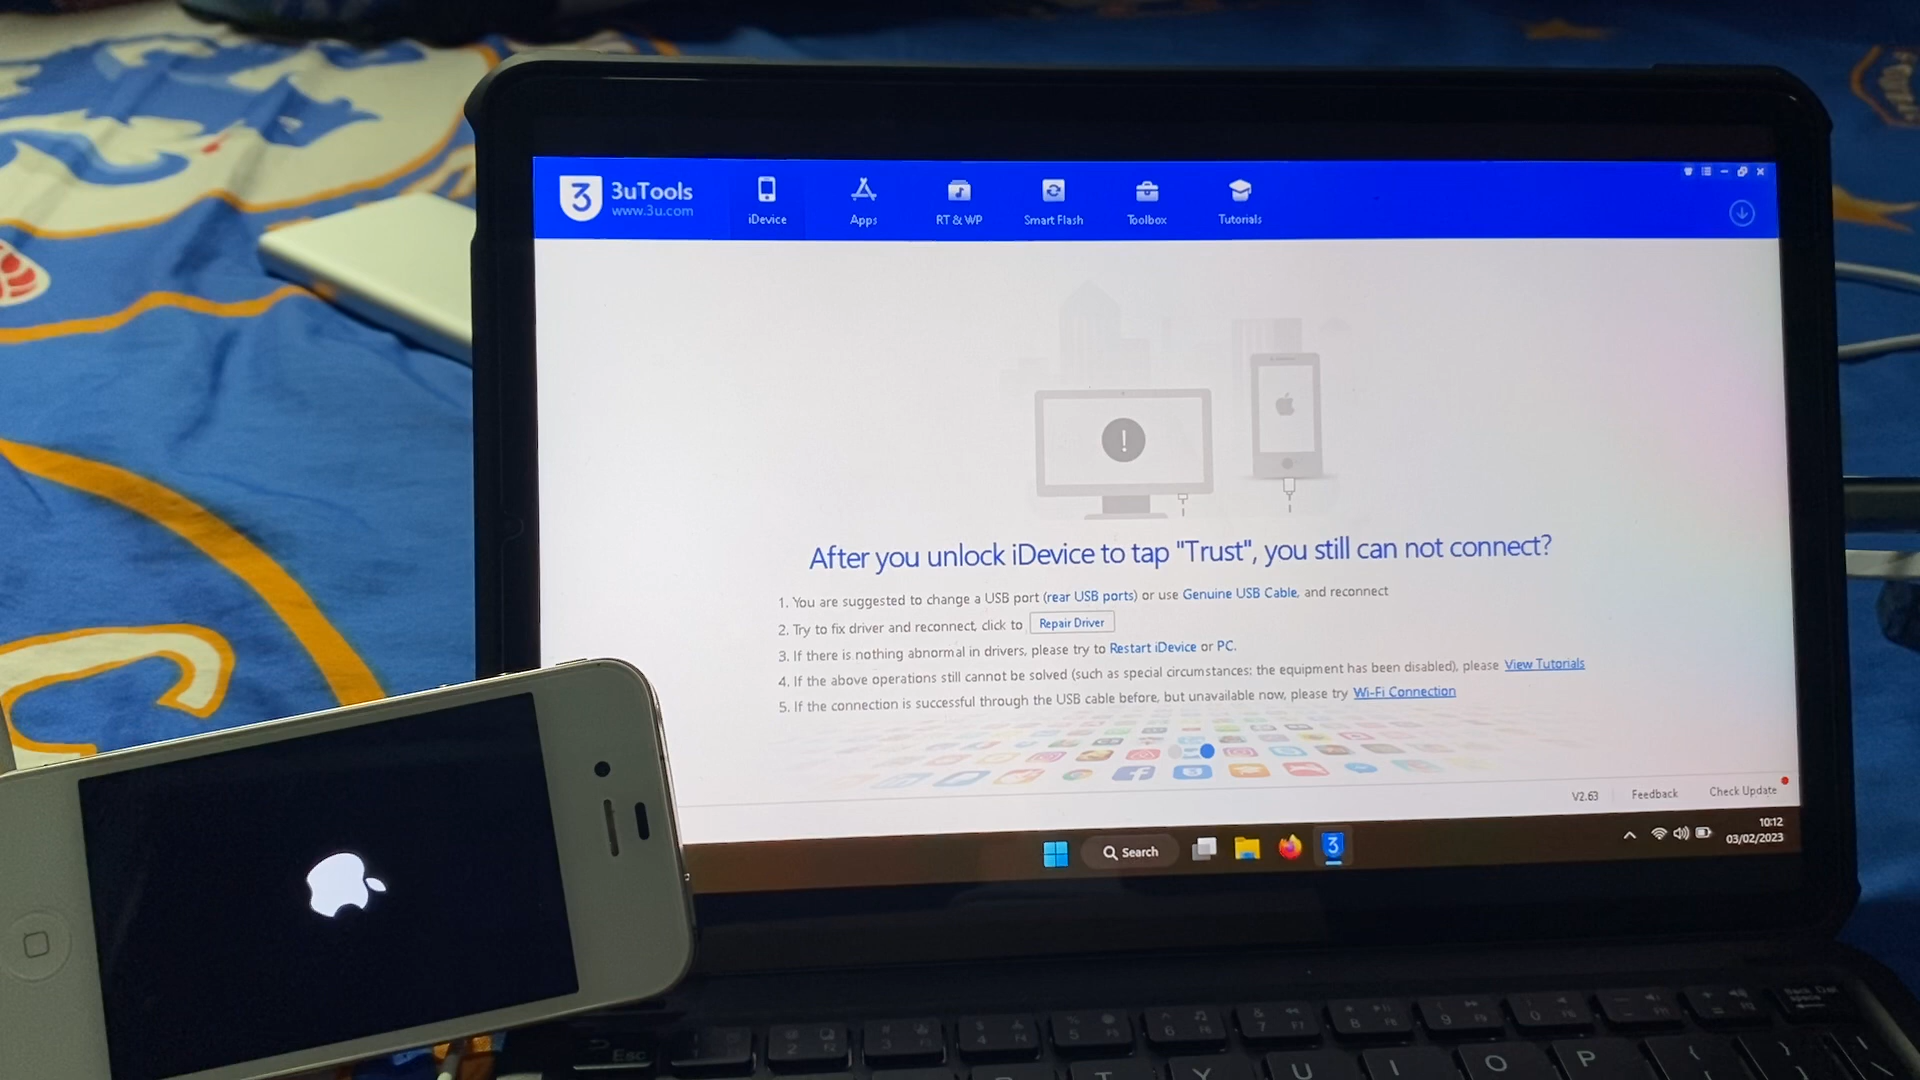 3uTools
www.3u.com
iDevice
Apps
RT & WP
Smart Flash
Toolbox
Tutorials
After you unlock iDevice to tap "Trust", you still can not connect?
1. You are suggested to change a USB port (rear USB ports) or use Genuine USB Cable, and reconnect
2. Try to fix driver and reconnect, click to Repair Driver
3. If there is nothing abnormal in drivers, please try to Restart iDevice or PC.
4. If the above operations still cannot be solved (such as special circumstances: the equipment has been disabled), please View Tutorials
5. If the connection is successful through the USB cable before, but unavailable now, please try Wi-Fi Connection
V2.63
Feedback
Check Update
Search
10:12
03/02/2023
Esc
Y U I O P